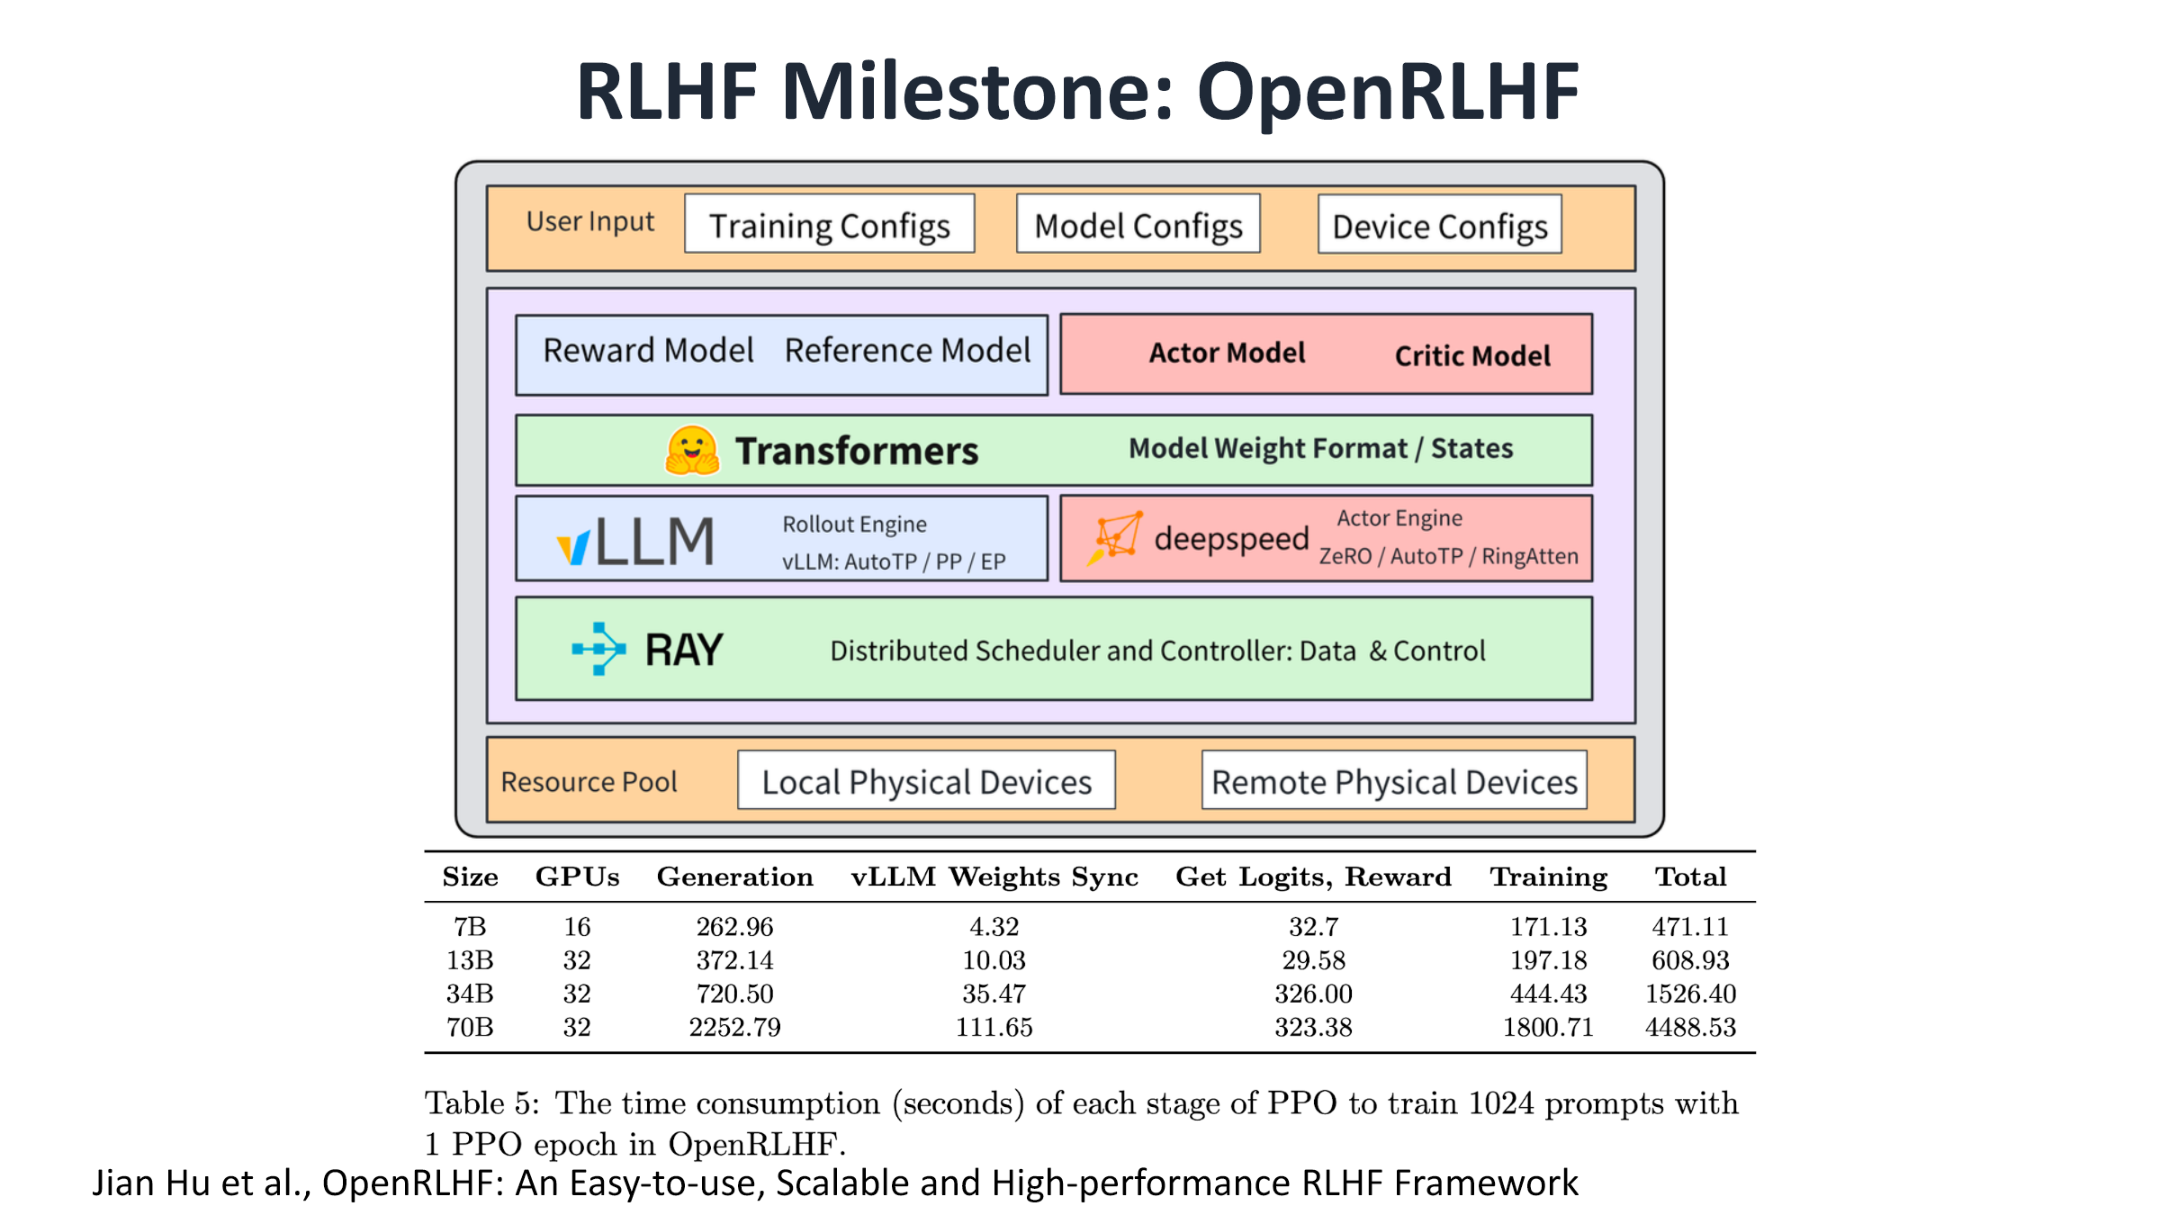 RLHF Milestone: OpenRLHF
User Input Training Configs Model Configs Device Configs
Reward Model Reference Model Actor Model Critic Model
Transformers Model Weight Format / States
vLLM Rollout Engine
vLLM: AutoTP / PP / EP
deepspeed Actor Engine
ZeRO / AutoTP / RingAtten
RAY Distributed Scheduler and Controller: Data & Control
Resource Pool Local Physical Devices Remote Physical Devices
Size GPUs Generation vLLM Weights Sync Get Logits, Reward Training Total
7B 16 262.96 4.32 32.7 171.13 471.11
13B 32 372.14 10.03 29.58 197.18 608.93
34B 32 720.50 35.47 326.00 444.43 1526.40
70B 32 2252.79 111.65 323.38 1800.71 4488.53
Table 5: The time consumption (seconds) of each stage of PPO to train 1024 prompts with
1 PPO epoch in OpenRLHF.
Jian Hu et al., OpenRLHF: An Easy-to-use, Scalable and High-performance RLHF Framework